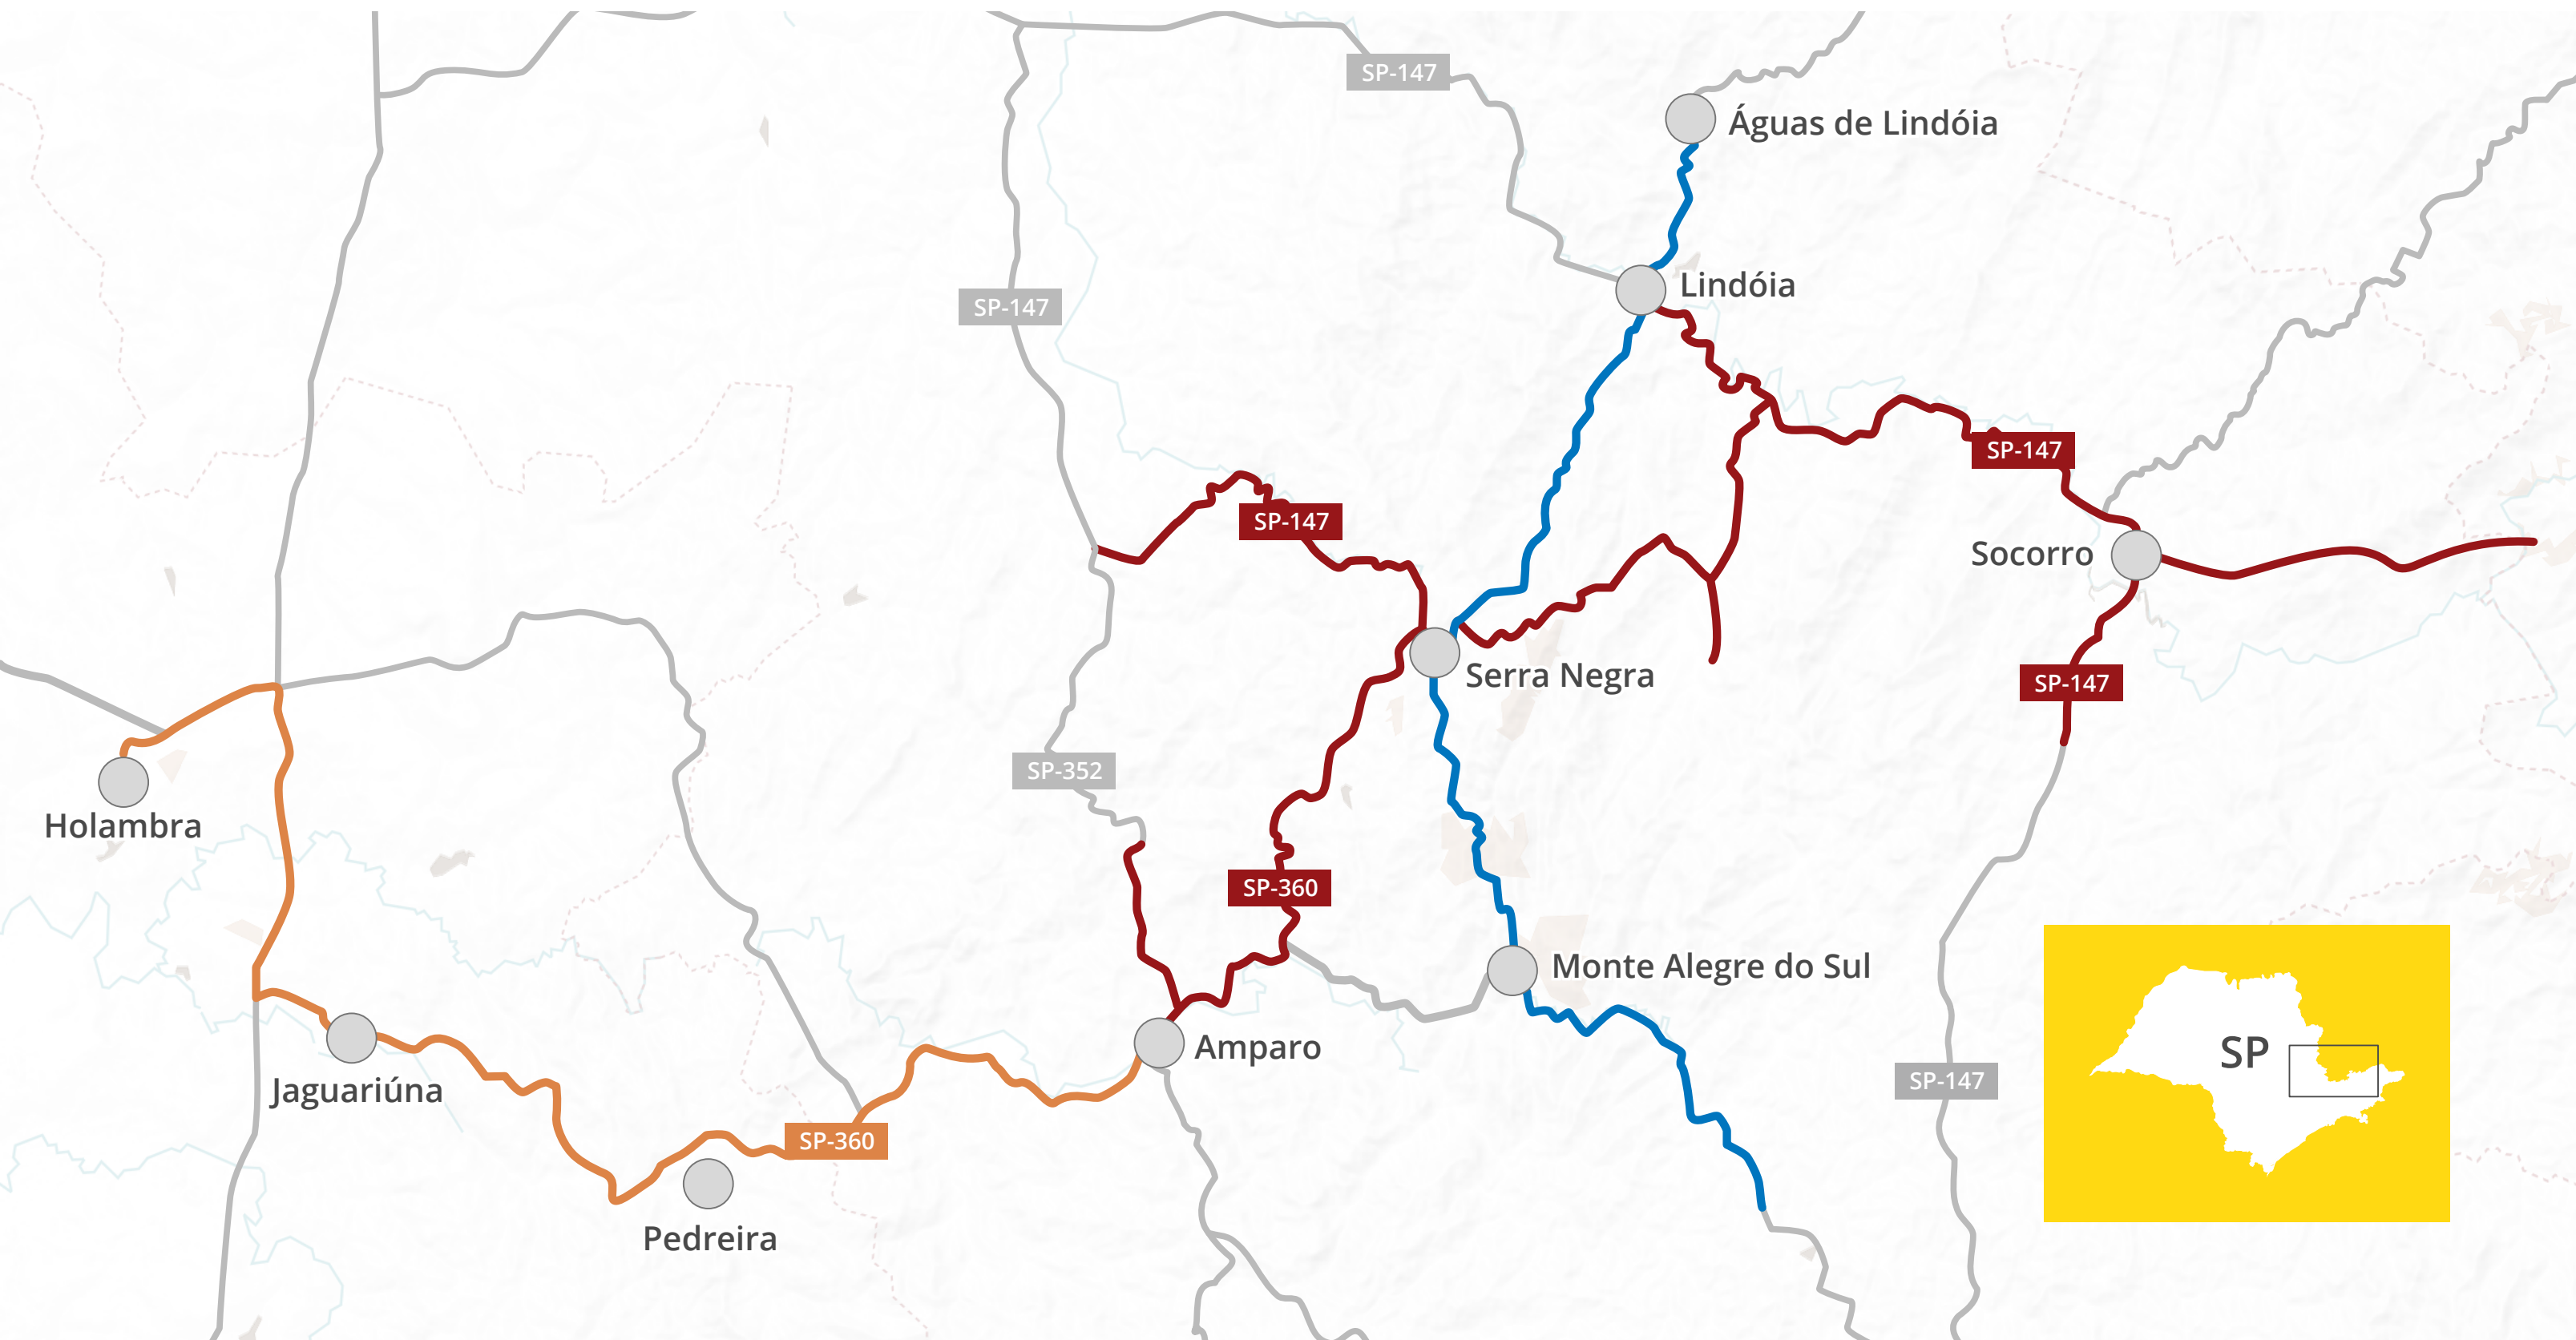 SP-147
Águas de Lindóia
Lindóia
SP-147
SP-147
SP-147
Socorro
Serra Negra
SP-147
SP-352
Holambra
SP-360
Monte Alegre do Sul
Amparo
SP
Jaguariúna
SP-147
SP-360
Pedreira